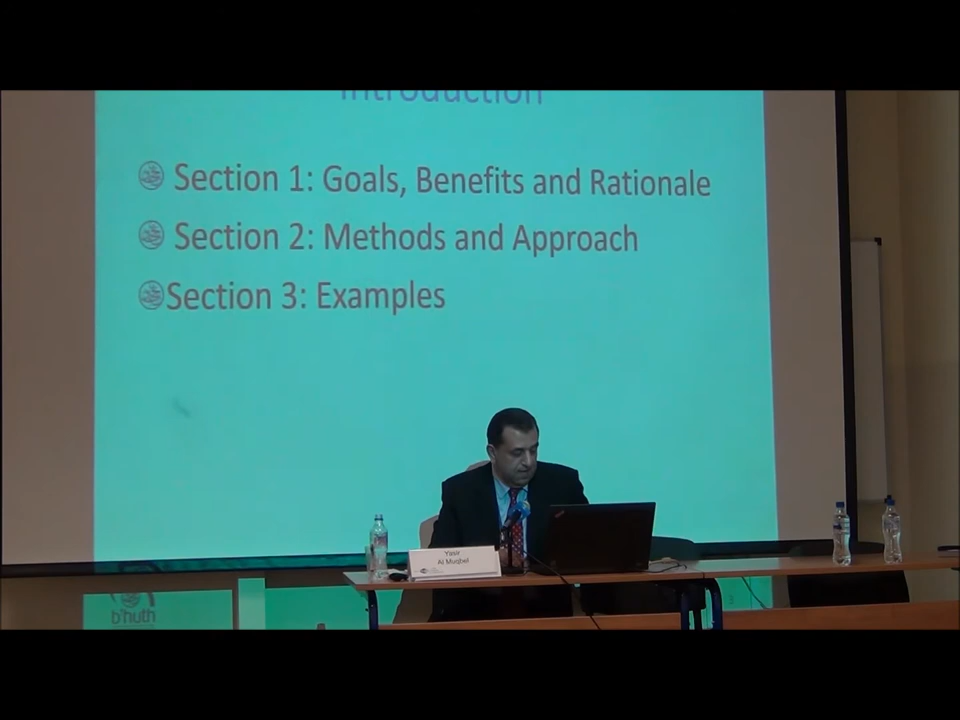 Introduction
Section 1: Goals, Benefits and Rationale
Section 2: Methods and Approach
Section 3: Examples
Yasir
Al Muqbel
b'huth
3